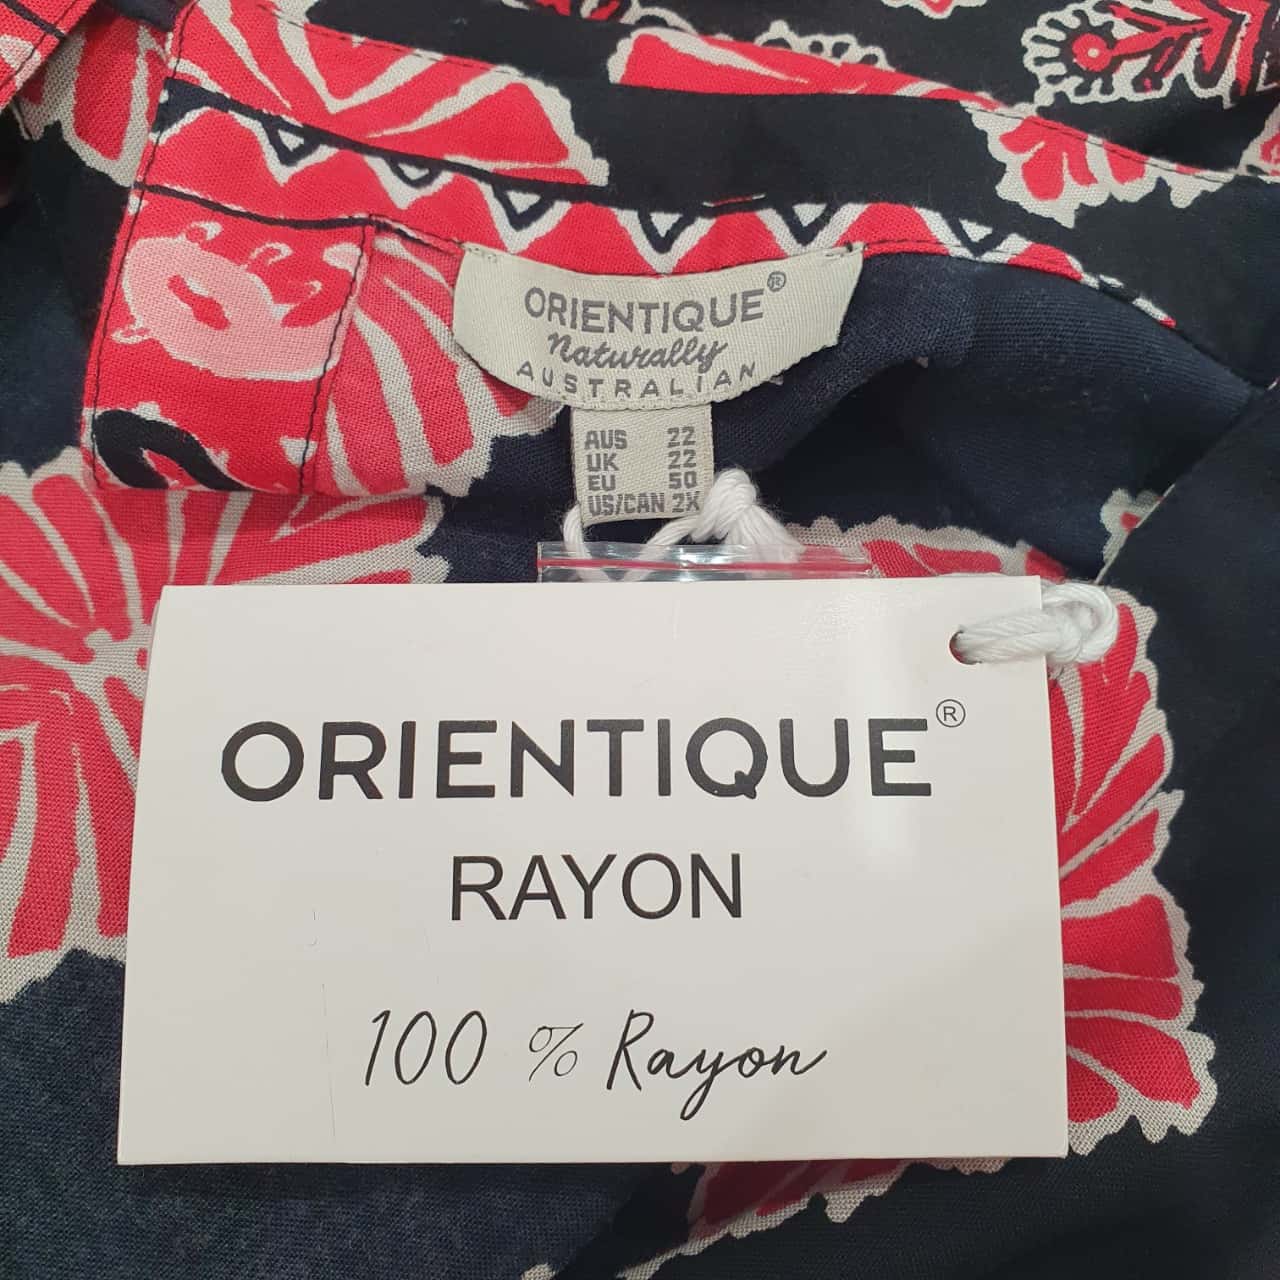 ORIENTIQUE®
Naturally
AUSTRALIAN
AUS 22
UK 22
EU 50
US/CAN 2X
ORIENTIQUE®
RAYON
100 % Rayon